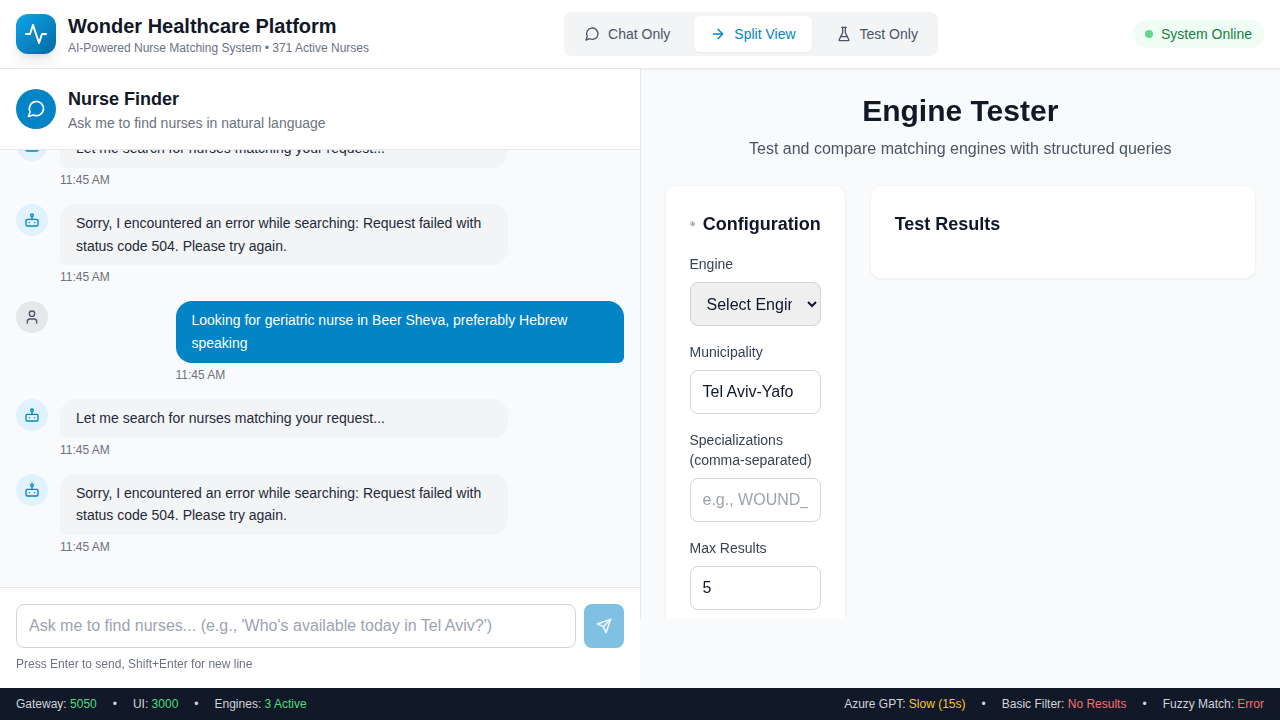 Wonder Healthcare Platform
AI-Powered Nurse Matching System • 371 Active Nurses
Chat Only
Split View
Test Only
System Online
Nurse Finder
Ask me to find nurses in natural language
Let me search for nurses matching your request...
11:45 AM
Sorry, I encountered an error while searching: Request failed with
status code 504. Please try again.
11:45 AM
Looking for geriatric nurse in Beer Sheva, preferably Hebrew
speaking
11:45 AM
Let me search for nurses matching your request...
11:45 AM
Sorry, I encountered an error while searching: Request failed with
status code 504. Please try again.
11:45 AM
Ask me to find nurses... (e.g., 'Who's available today in Tel Aviv?')
Press Enter to send, Shift+Enter for new line
Engine Tester
Test and compare matching engines with structured queries
Configuration
Engine
Select Engir
Municipality
Tel Aviv-Yafo
Specializations
(comma-separated)
e.g., WOUND_
Max Results
5
Test Results
Gateway: 5050 • UI: 3000 • Engines: 3 Active
Azure GPT: Slow (15s) • Basic Filter: No Results • Fuzzy Match: Error